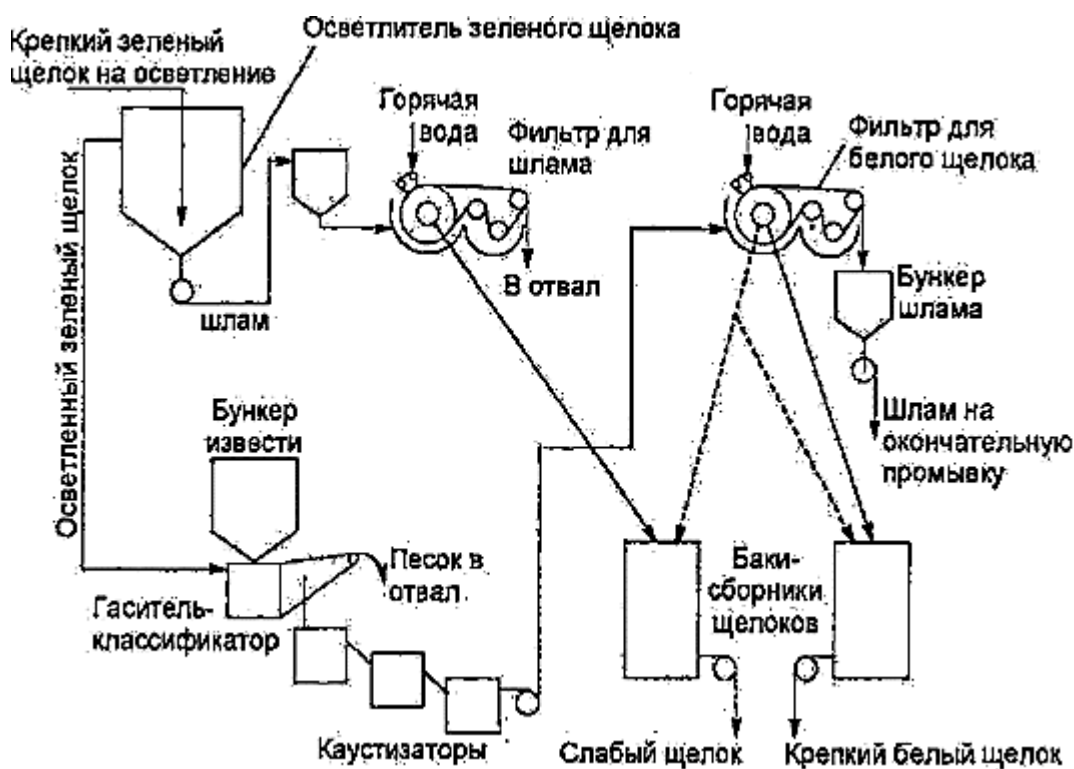 Крепкий зеленый
щелок на осветление
Осветлитель зеленого щелока
Горячая
вода
Фильтр для
шлама
Горячая
вода
Фильтр для
белого щелока
Осветленный зеленый щелок
шлам
В отвал
Бункер
шлама
Шлам на
окончательную
промывку
Бункер
извести
Песок в
отвал
Гаситель-
классификатор
Баки-
сборники
щелоков
Каустизаторы
Слабый щелок
Крепкий белый щелок